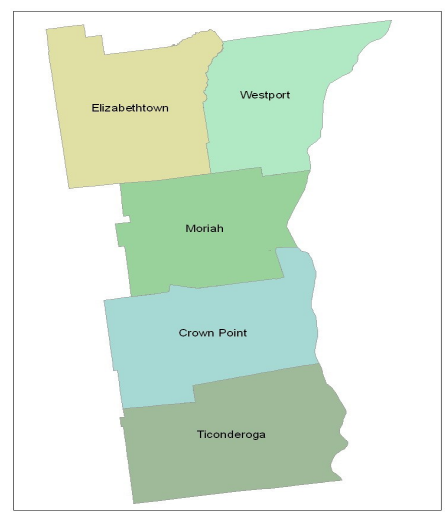 Elizabethtown
Westport
Moriah
Crown Point
Ticonderoga